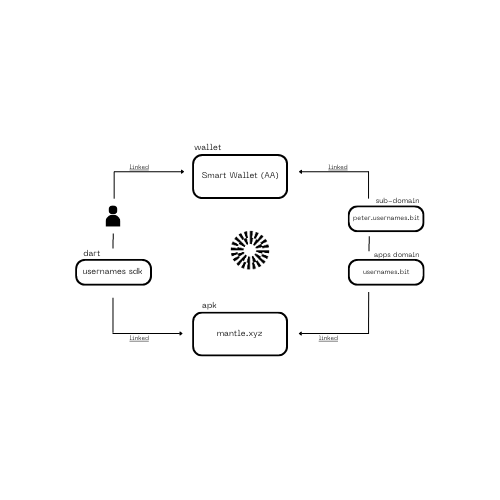 wallet
Linked
Smart Wallet (AA)
Linked
sub-domain
peter.usernames.bit
dart
usernames sdk
apps domain
usernames.bit
apk
mantle.xyz
Linked
Linked